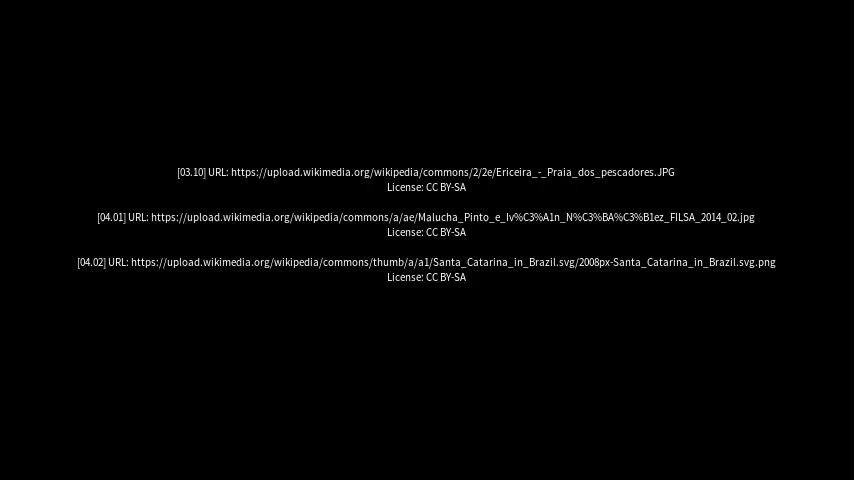 [03.10] URL: https://upload.wikimedia.org/wikipedia/commons/2/2e/Ericeira_-_Praia_dos_pescadores.JPG
License: CC BY-SA
[04.01] URL: https://upload.wikimedia.org/wikipedia/commons/a/ae/Malucha_Pinto_e_Iv%C3%A1n_N%C3%BA%C3%B1ez_FILSA_2014_02.jpg
License: CC BY-SA
[04.02] URL: https://upload.wikimedia.org/wikipedia/commons/thumb/a/a1/Santa_Catarina_in_Brazil.svg/2008px-Santa_Catarina_in_Brazil.svg.png
License: CC BY-SA